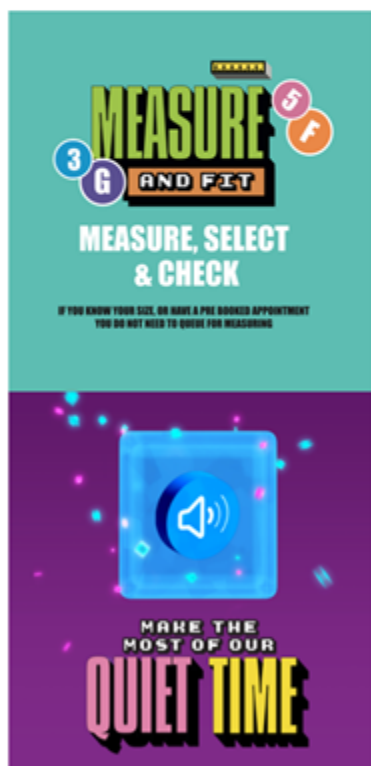 MEASURE
5
F
3
G
AND FIT
MEASURE, SELECT
& CHECK
IF YOU KNOW YOUR SIZE, OR HAVE A PRE BOOKED APPOINTMENT
YOU DO NOT NEED TO QUEUE FOR MEASURING
MAKE THE
MOST OF OUR
QUIET TIME